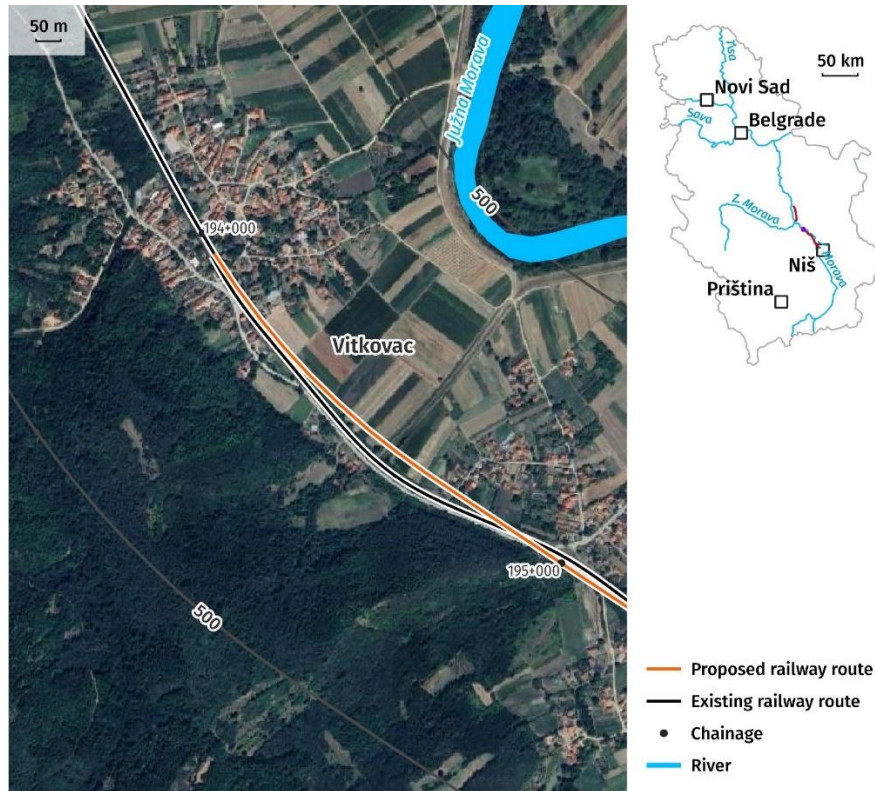 50 m
Južna Morava
500
194+000
Vitkovac
195+000
500
50 km
Tisa
Novi Sad
Sava
Belgrade
Z. Morava
Niš
J. Morava
Priština
Proposed railway route
Existing railway route
Chainage
River